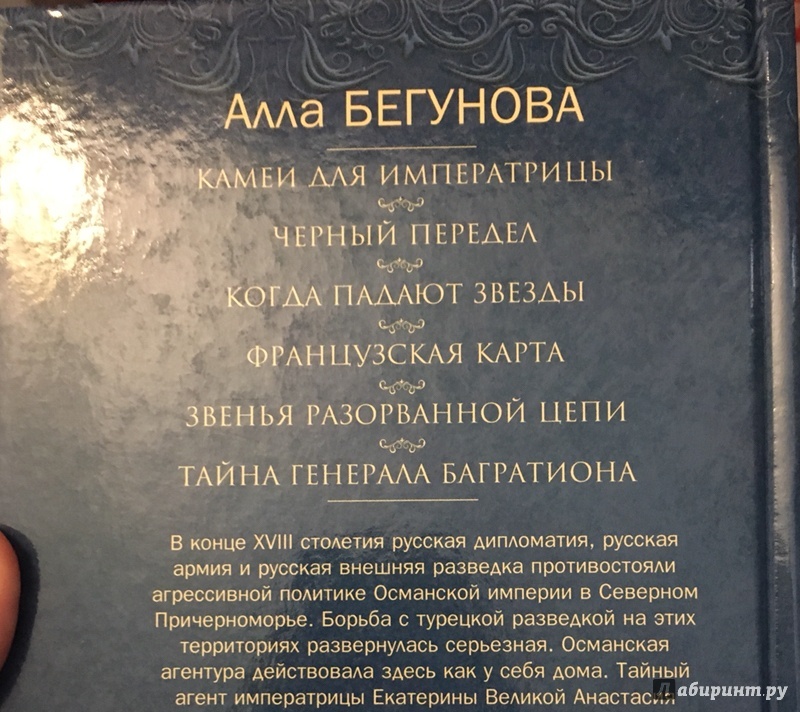 Алла БЕГУНОВА
КАМЕИ ДЛЯ ИМПЕРАТРИЦЫ
ЧЕРНЫЙ ПЕРЕДЕЛ
КОГДА ПАДАЮТ ЗВЕЗДЫ
ФРАНЦУЗСКАЯ КАРТА
ЗВЕНЬЯ РАЗОРВАННОЙ ЦЕПИ
ТАЙНА ГЕНЕРАЛА БАГРАТИОНА
В конце XVIII столетия русская дипломатия, русская
армия и русская внешняя разведка противостояли
агрессивной политике Османской империи в Северном
Причерноморье. Борьба с турецкой разведкой на этих
территориях развернулась серьезная. Османская
агентура действовала здесь как у себя дома. Тайный
агент императрицы Екатерины Великой Анастасия
Лабиринт.ру